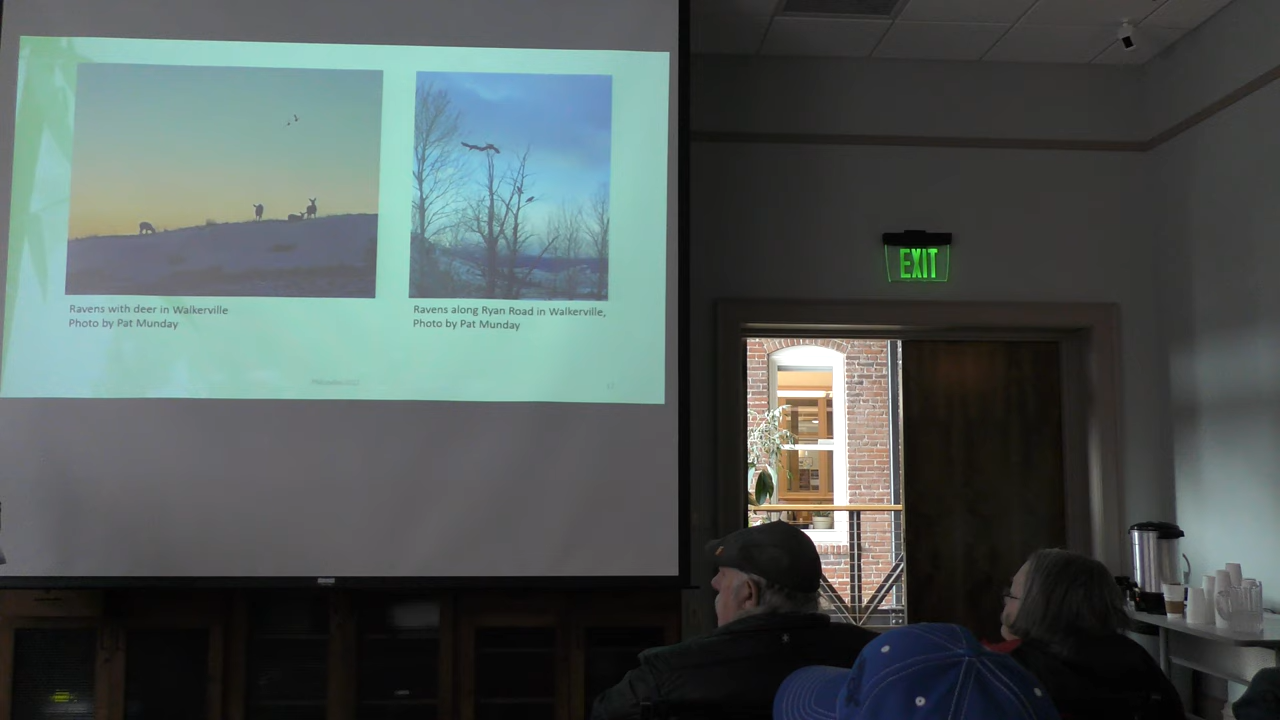 Ravens with deer in Walkerville
Photo by Pat Munday
Ravens along Ryan Road in Walkerville,
Photo by Pat Munday
EXIT